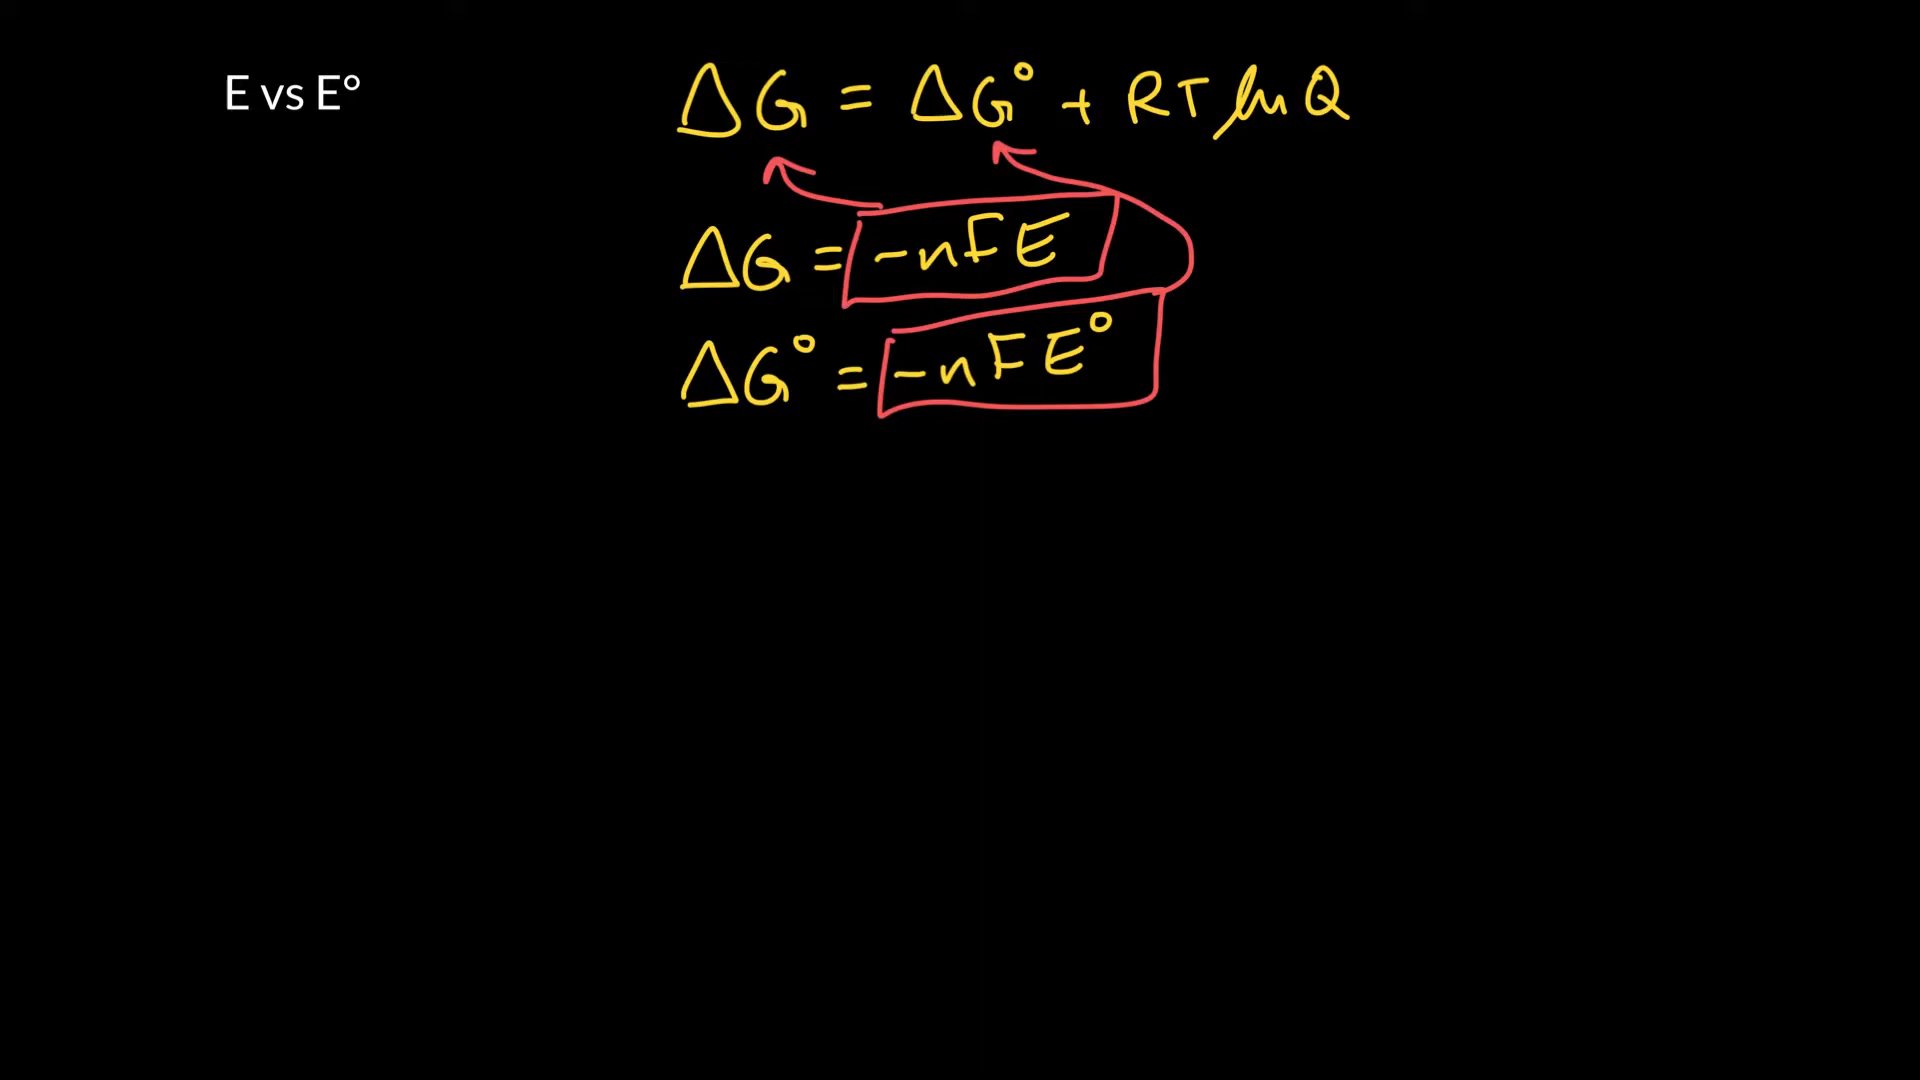 E vs E°
ΔG = ΔG° + RT ln Q
ΔG = -nFE
ΔG° = -nFE°